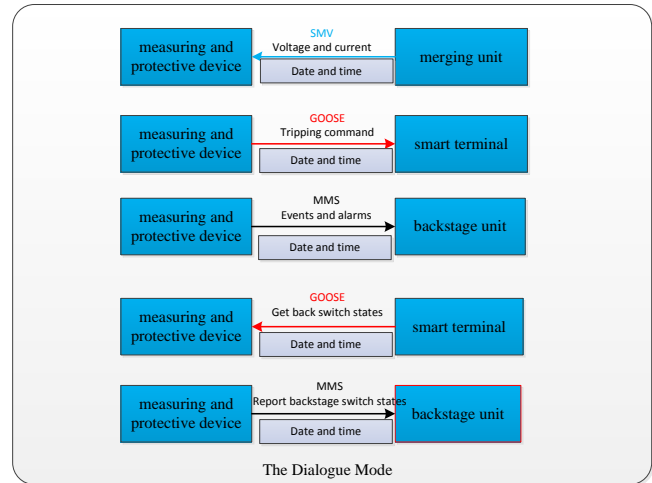 SMV
measuring and
protective device
Voltage and current
merging unit
Date and time
GOOSE
measuring and
protective device
Tripping command
smart terminal
Date and time
MMS
measuring and
protective device
Events and alarms
backstage unit
Date and time
GOOSE
measuring and
protective device
Get back switch states
smart terminal
Date and time
MMS
measuring and
protective device
Report backstage switch states
backstage unit
Date and time
The Dialogue Mode